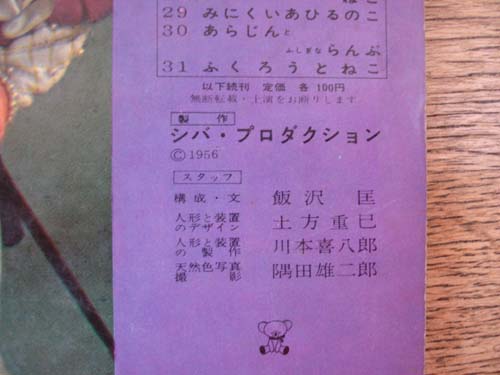 29 みにくいあひるのこ
30 あらじんと
ふしぎならんぷ
31 ふくろうとねこ
以下続刊 定価 各100円
無断転載・上演をお断りします
製作
シバ・プロダクション
©1956
スタッフ
構成・文 飯沢 匡
人形と装置のデザイン 土方重巳
人形と装置の製作 川本喜八郎
天然色写真撮影 隅田雄二郎